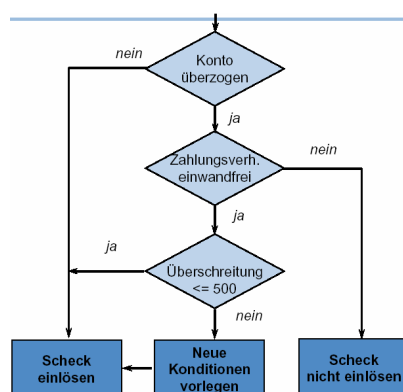 nein
Konto
überzogen
ja
Zahlungsverh.
einwandfrei
nein
ja
ja
Überschreitung
<= 500
nein
Scheck
einlösen
Neue
Konditionen
vorlegen
Scheck
nicht einlösen